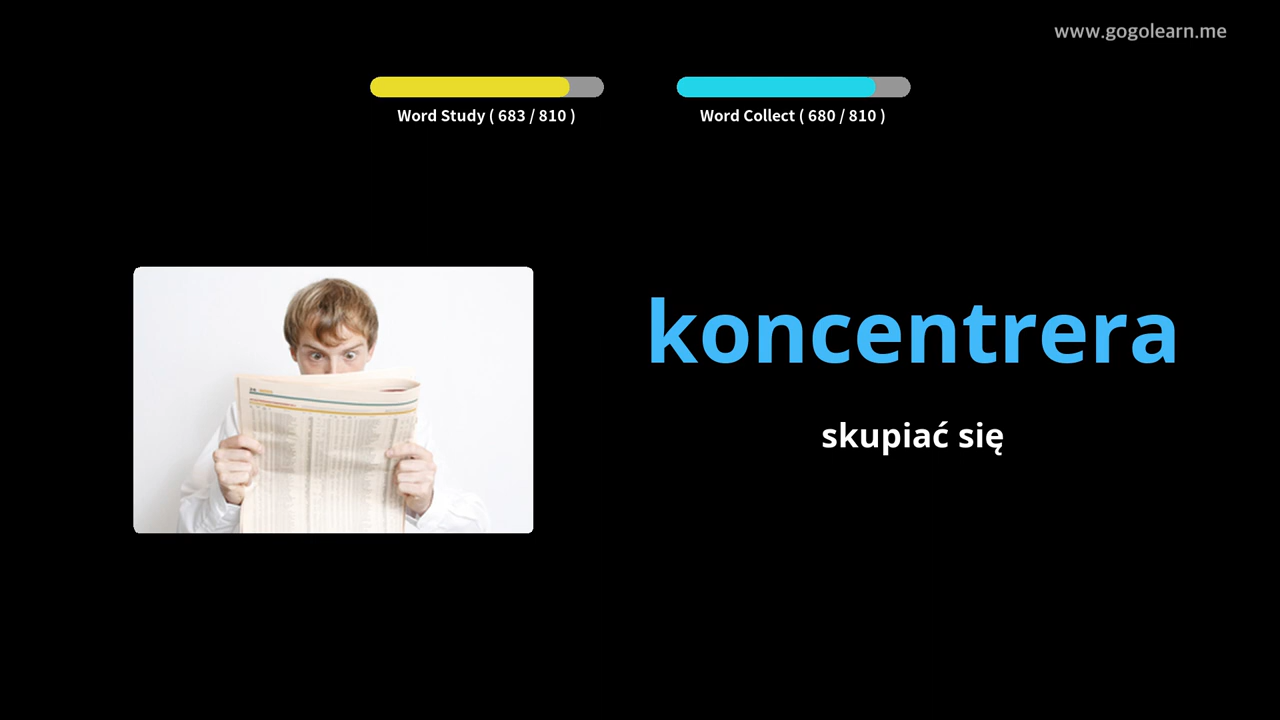 www.gogolearn.me
Word Study ( 683 / 810 )
Word Collect ( 680 / 810 )
koncentrera
skupiać się